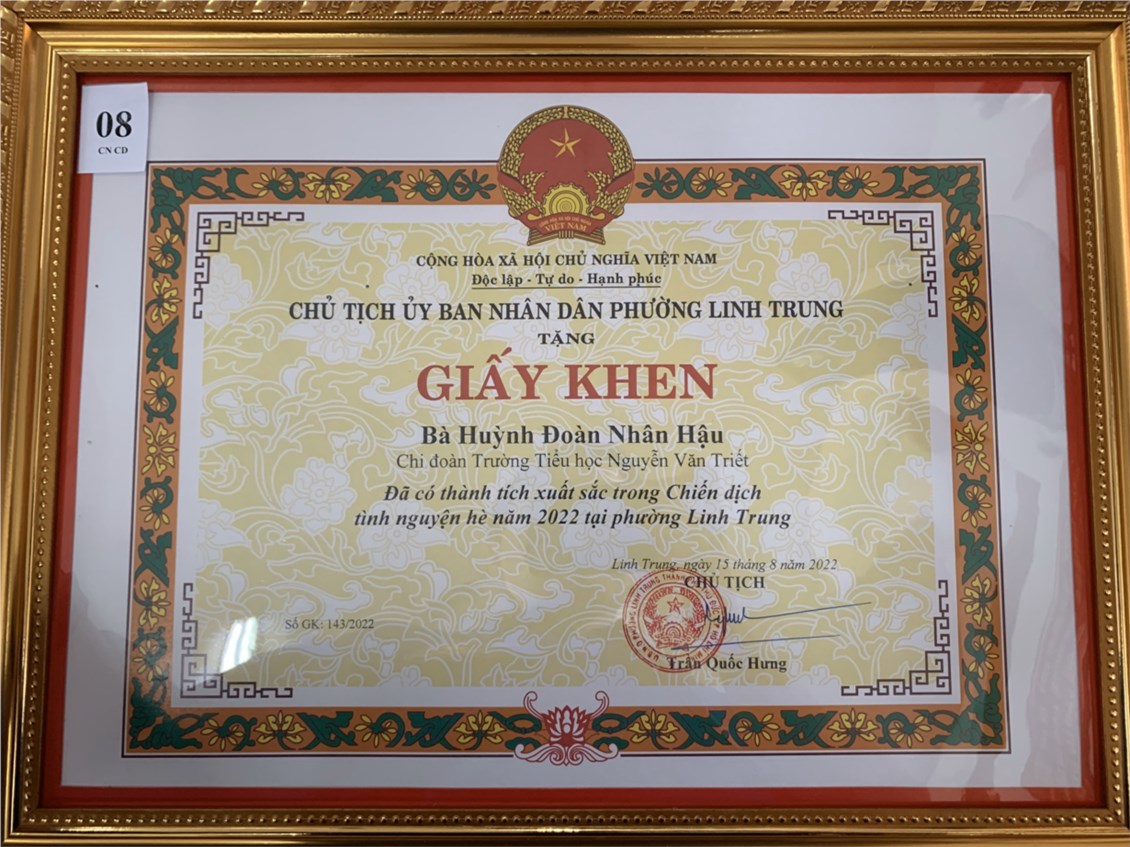 08
CN CD
VIỆT NAM
CỘNG HÒA XÃ HỘI CHỦ NGHĨA VIỆT NAM
Độc lập - Tự do - Hạnh phúc
CHỦ TỊCH ỦY BAN NHÂN DÂN PHƯỜNG LINH TRUNG
TẶNG
GIẤY KHEN
Bà Huỳnh Đoàn Nhân Hậu
Chi đoàn Trường Tiểu học Nguyễn Văn Triết
Đã có thành tích xuất sắc trong Chiến dịch
tình nguyện hè năm 2022 tại phường Linh Trung
Linh Trung, ngày 15 tháng 8 năm 2022
CHỦ TỊCH
Số GK: 143/2022
Trần Quốc Hưng